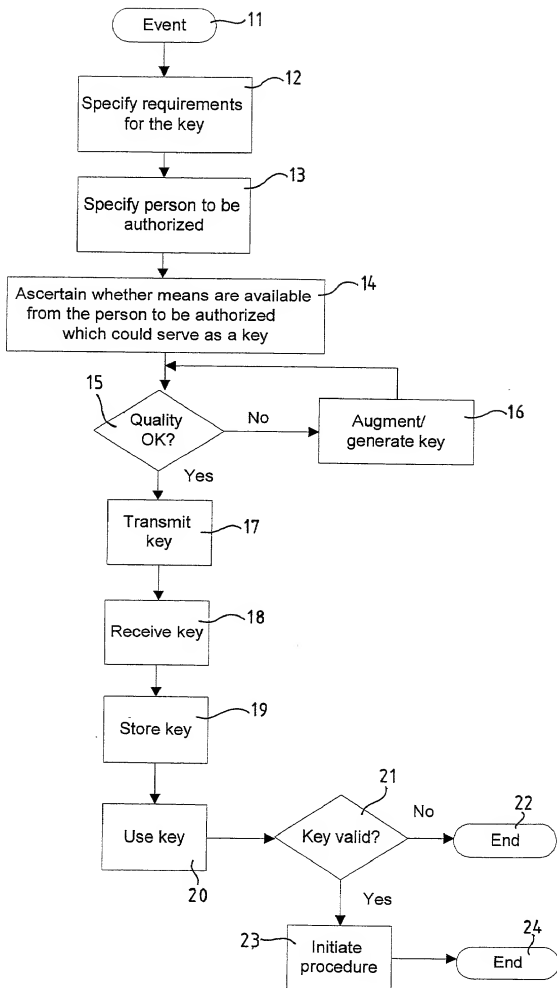 Event
11
12
Specify requirements
for the key
13
Specify person to be
authorized
14
Ascertain whether means are available
from the person to be authorized
which could serve as a key
15
Quality
OK?
No
Augment/
generate key
16
Yes
Transmit
key
17
Receive key
18
Store key
19
Use key
20
21
Key valid?
No
22
End
Yes
23
Initiate
procedure
24
End